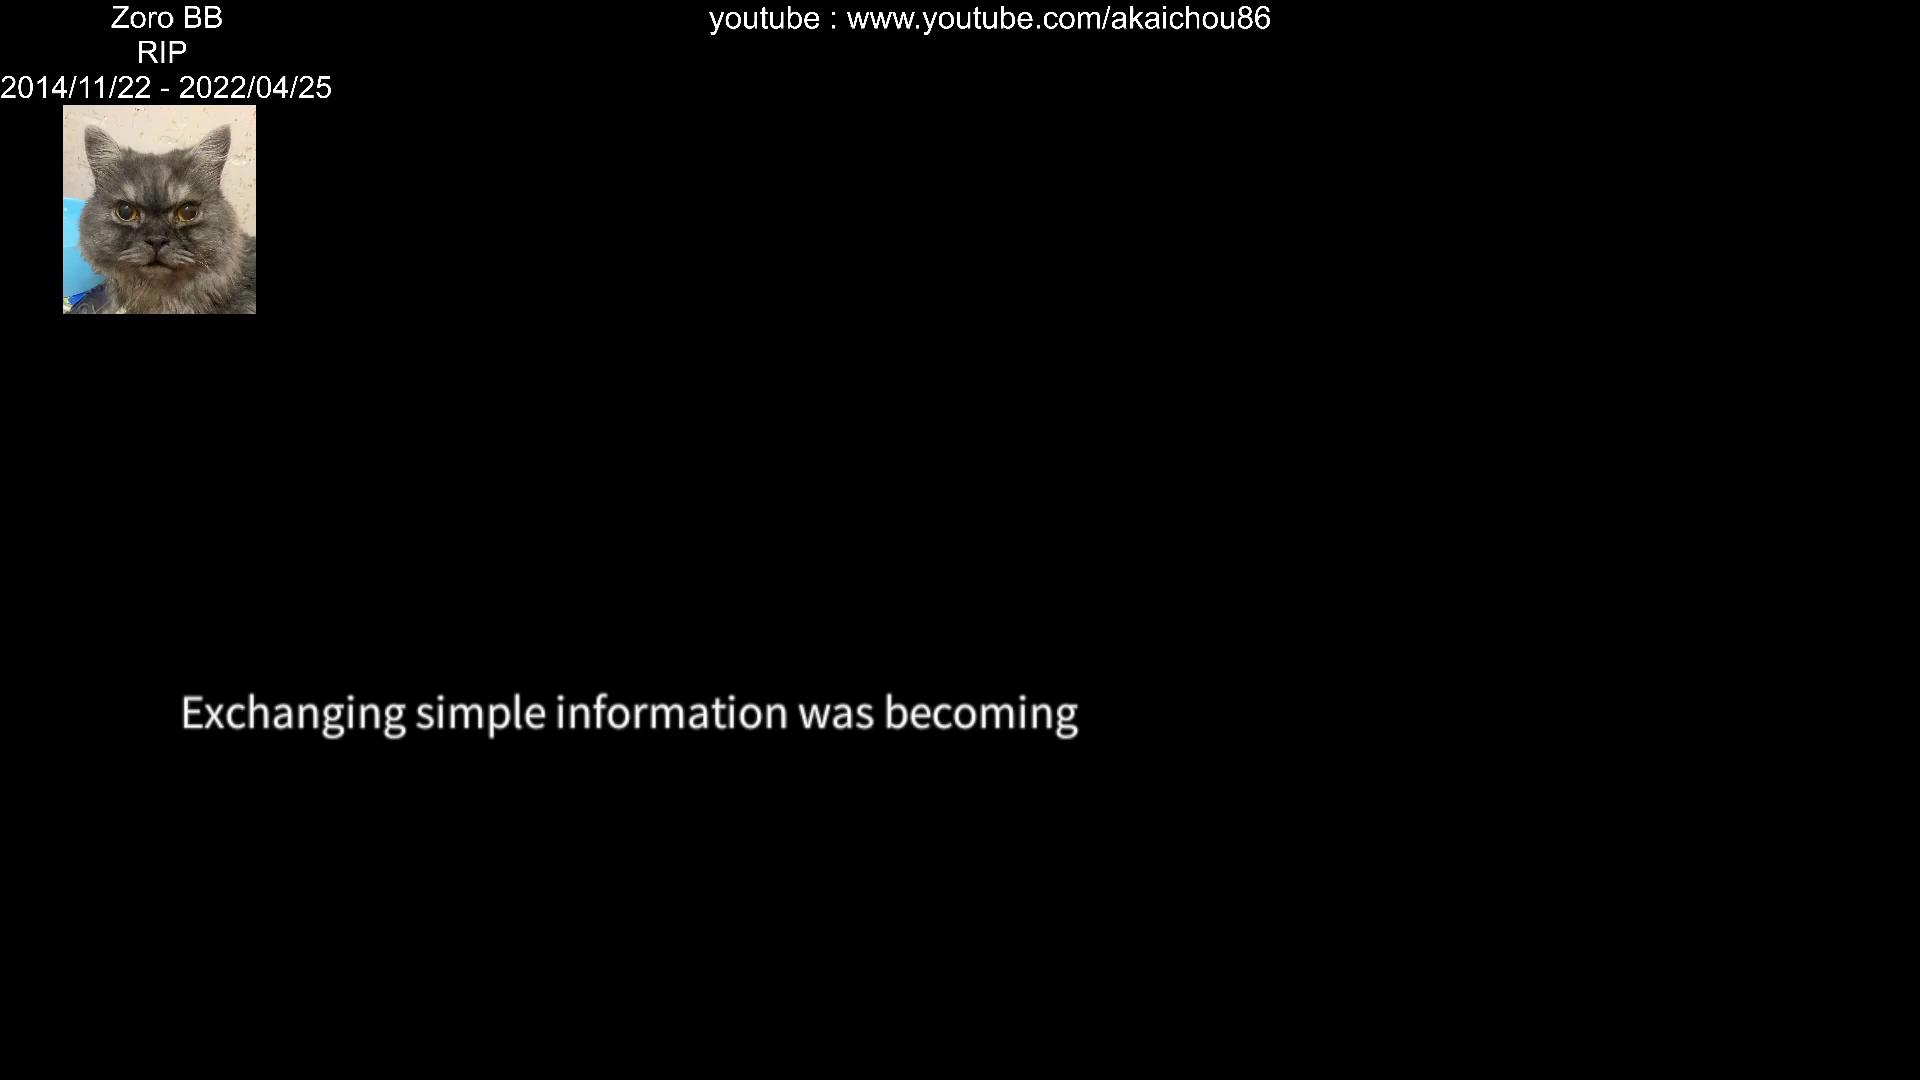 Zoro BB
RIP
2014/11/22 - 2022/04/25
youtube : www.youtube.com/akaichou86
Exchanging simple information was becoming